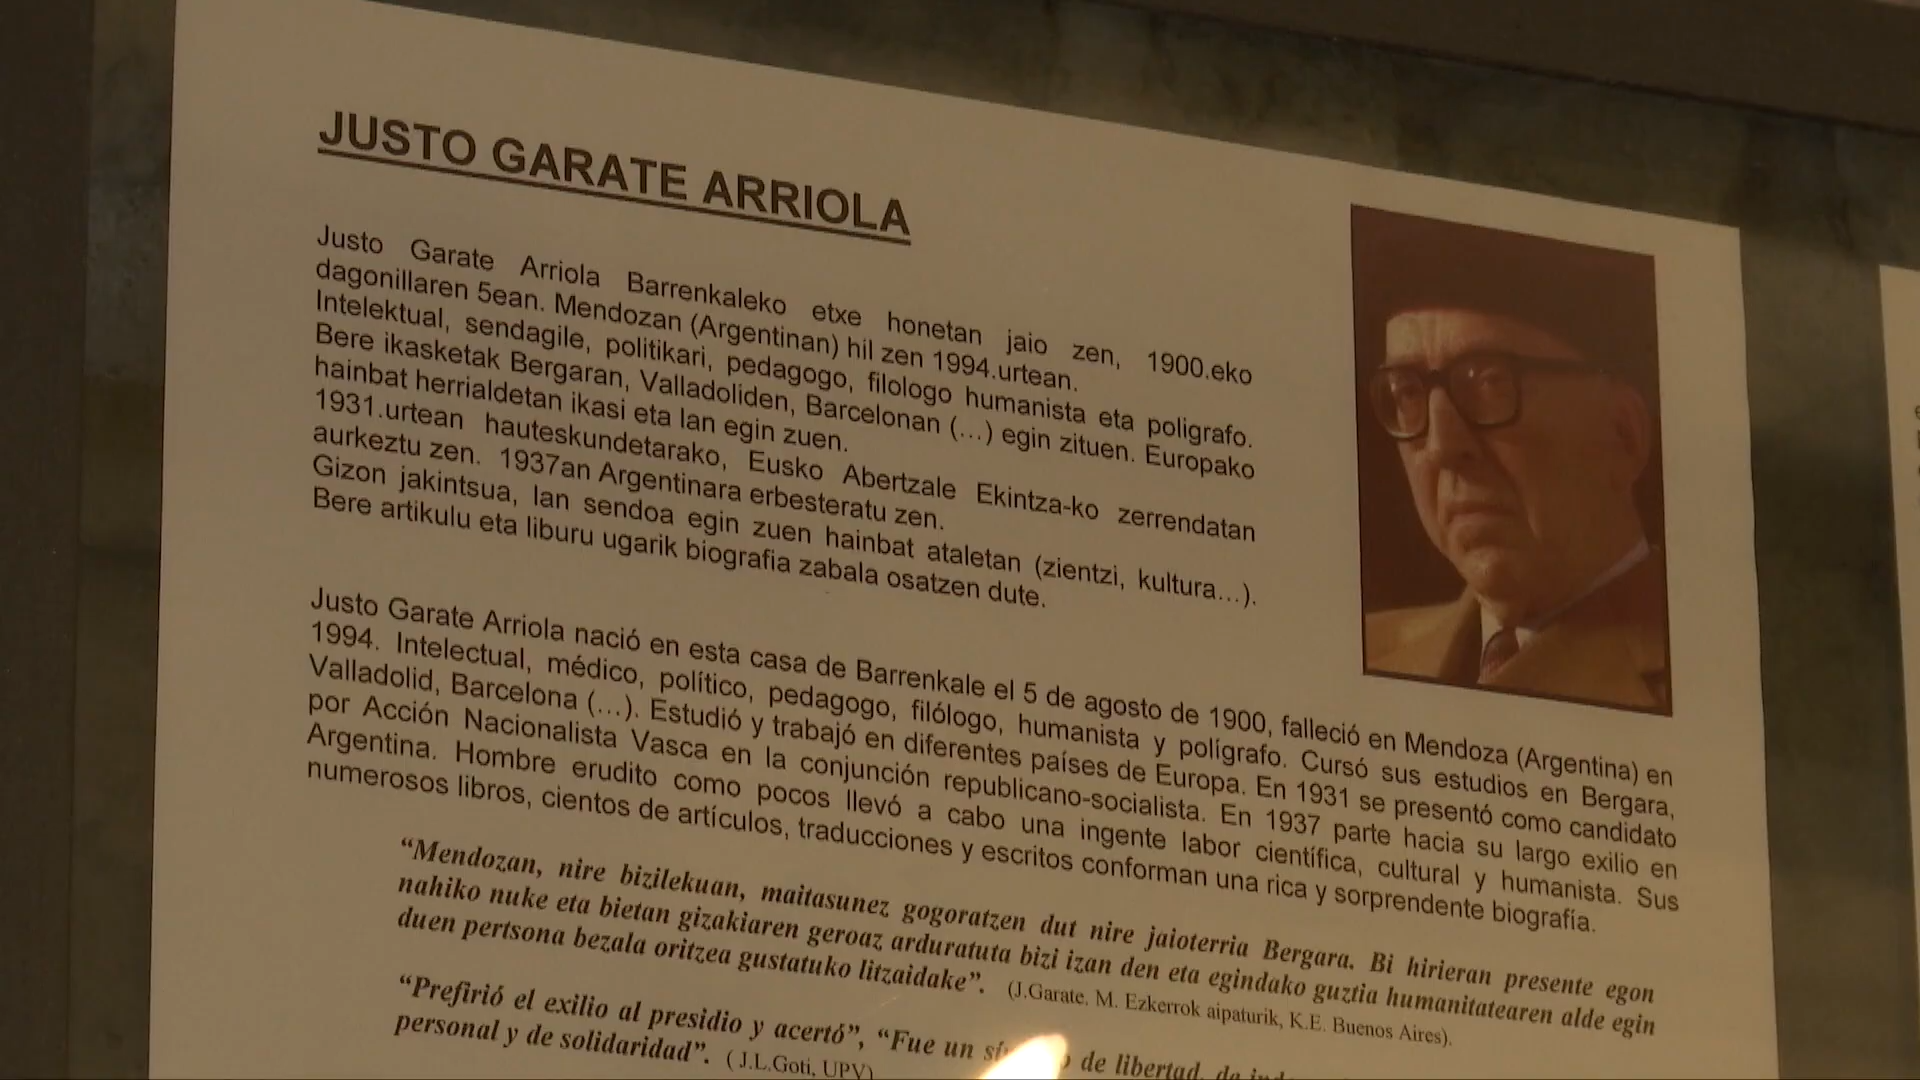 JUSTO GARATE ARRIOLA
Justo Garate Arriola Barrenkaleko etxe honetan jaio zen, 1900.eko
dagonillaren 5ean. Mendozan (Argentinan) hil zen 1994.urtean.
Intelektual, sendagile, politikari, pedagogo, filologo humanista eta poligrafo.
Bere ikasketak Bergaran, Valladoliden, Barcelonan (…) egin zituen. Europako
hainbat herrialdetan ikasi eta lan egin zuen.
1931.urtean hauteskundetarako, Eusko Abertzale Ekintza-ko zerrendatan
aurkeztu zen. 1937an Argentinara erbesteratu zen.
Gizon jakintsua, lan sendoa egin zuen hainbat ataletan (zientzi, kultura…).
Bere artikulu eta liburu ugarik biografia zabala osatzen dute.
Justo Garate Arriola nació en esta casa de Barrenkale el 5 de agosto de 1900, falleció en Mendoza (Argentina) en
1994. Intelectual, médico, político, pedagogo, filólogo, humanista y polígrafo. Cursó sus estudios en Bergara,
Valladolid, Barcelona (…). Estudió y trabajó en diferentes países de Europa. En 1931 se presentó como candidato
por Acción Nacionalista Vasca en la conjunción republicano-socialista. En 1937 parte hacia su largo exilio en
Argentina. Hombre erudito como pocos llevó a cabo una ingente labor científica, cultural y humanista. Sus
numerosos libros, cientos de artículos, traducciones y escritos conforman una rica y sorprendente biografía.
“Mendozan, nire bizilekuan, maitasunez gogoratzen dut nire jaioterria Bergara. Bi hirieran presente egon
nahiko nuke eta bietan gizakiaren geroaz arduratuta bizi izan den eta egindako guztia humanitatearen alde egin
duen pertsona bezala oritzea gustatuko litzaidake”. (J.Garate. M. Ezkerrok aipaturik, K.E. Buenos Aires).
“Prefirió el exilio al presidio y acertó”, “Fue un de libertad, de
personal y de solidaridad”. ( J.L.Goti, UPV)